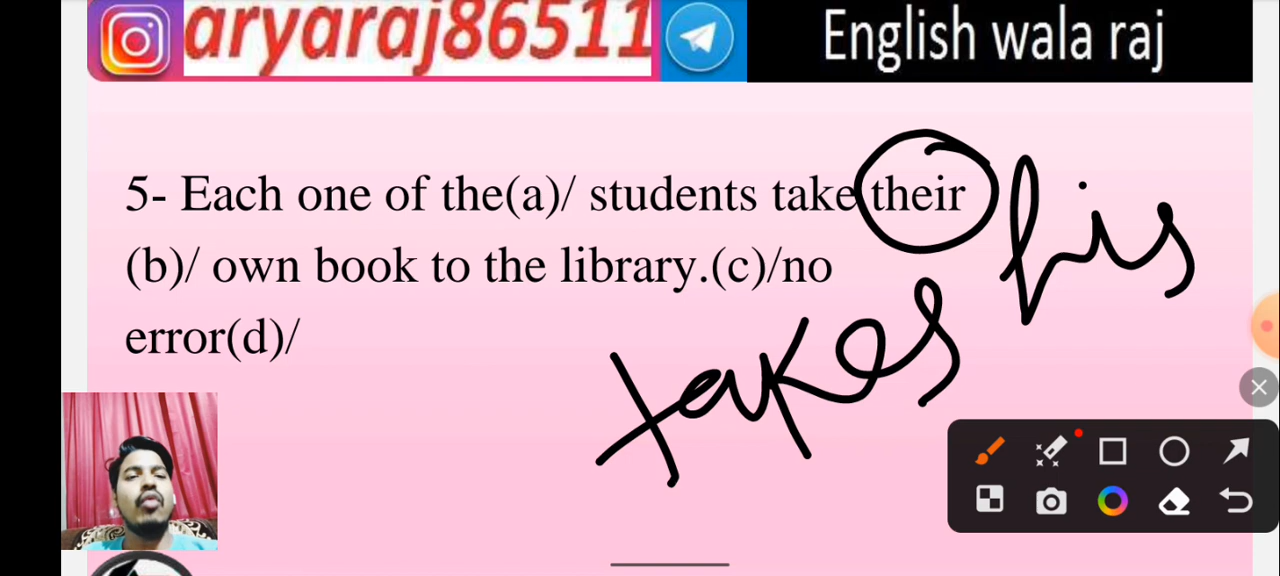 aryaraj86511 English wala raj
5- Each one of the(a)/ students take their
(b)/ own book to the library.(c)/no
error(d)/
his
takes